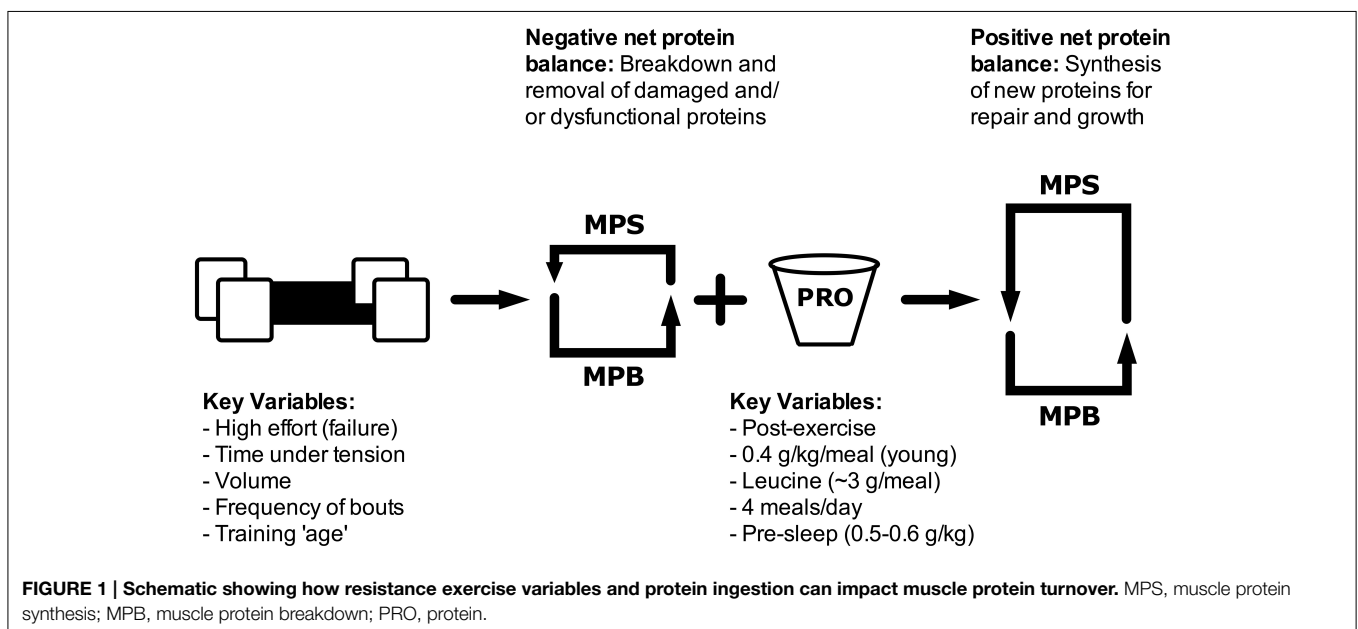 Negative net protein
balance: Breakdown and
removal of damaged and/
or dysfunctional proteins
Positive net protein
balance: Synthesis
of new proteins for
repair and growth
MPS
MPB
PRO
MPS
MPB
Key Variables:
- High effort (failure)
- Time under tension
- Volume
- Frequency of bouts
- Training 'age'
Key Variables:
- Post-exercise
- 0.4 g/kg/meal (young)
- Leucine (~3 g/meal)
- 4 meals/day
- Pre-sleep (0.5-0.6 g/kg)
FIGURE 1 | Schematic showing how resistance exercise variables and protein ingestion can impact muscle protein turnover. MPS, muscle protein
synthesis; MPB, muscle protein breakdown; PRO, protein.